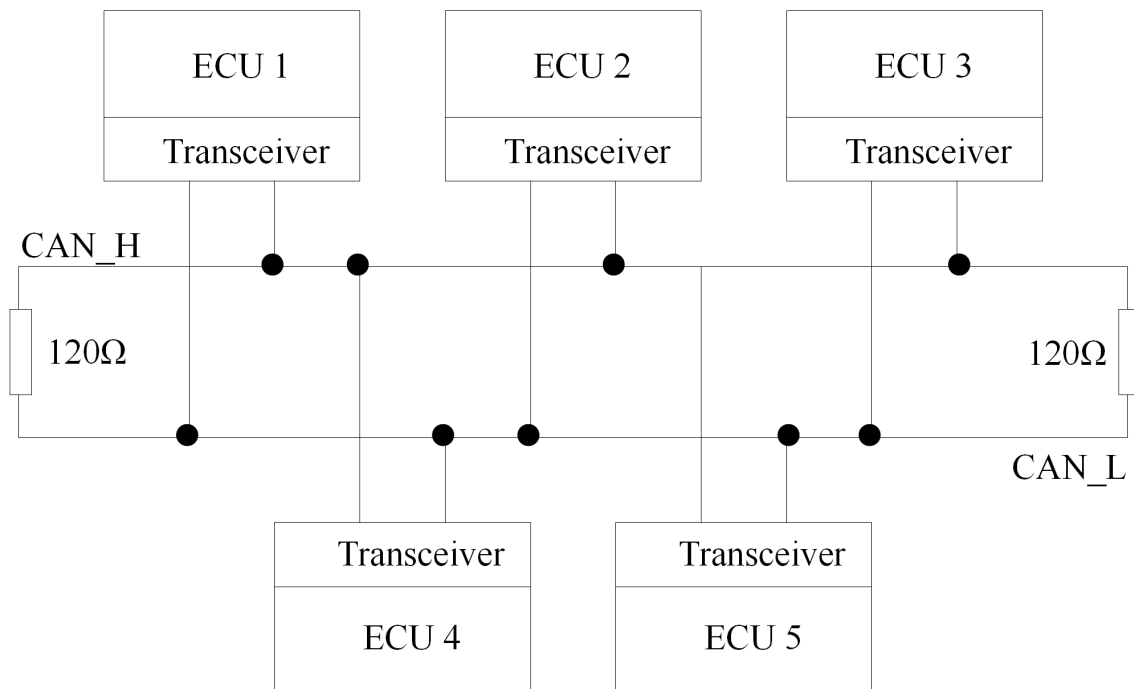 ECU 1
ECU 2
ECU 3
Transceiver
Transceiver
Transceiver
CAN_H
120Ω
120Ω
CAN_L
Transceiver
Transceiver
ECU 4
ECU 5